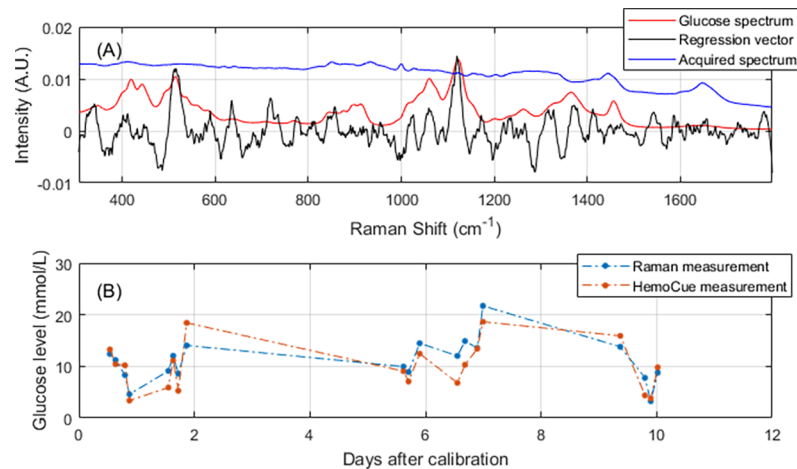 (A)
Glucose spectrum
Regression vector
Acquired spectrum
Intensity (A.U.)
0.02
0.01
0
-0.01
400 600 800 1000 1200 1400 1600
Raman Shift (cm⁻¹)
(B)
Raman measurement
HemoCue measurement
Glucose level (mmol/L)
30
20
10
0
0 2 4 6 8 10 12
Days after calibration